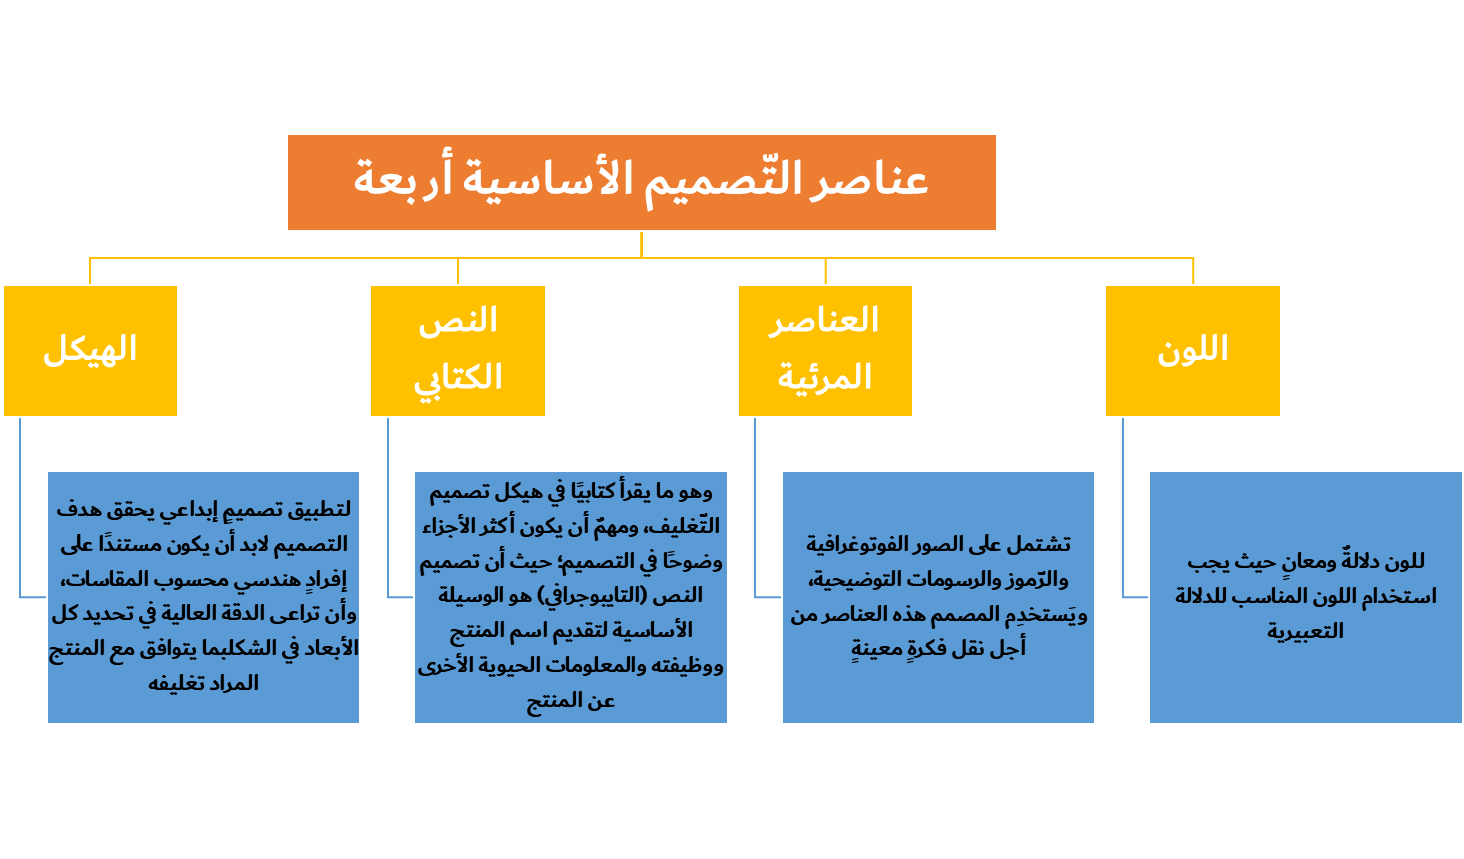 عناصر التّصميم الأساسية أربعة
اللون
للون دلالةٌ ومعانٍ حيث يجب
استخدام اللون المناسب للدلالة
التعبيرية
العناصر
المرئية
تشتمل على الصور الفوتوغرافية
والرّموز والرسومات التوضيحية،
ويَستخدِم المصمم هذه العناصر من
أجل نقل فكرةٍ معينةٍ
النص
الكتابي
وهو ما يقرأ كتابيًا في هيكل تصميم
التّغليف، ومهمٌ أن يكون أكثر الأجزاء
وضوحًا في التصميم؛ حيث أن تصميم
النص (التايبوجرافي) هو الوسيلة
الأساسية لتقديم اسم المنتج
ووظيفته والمعلومات الحيوية الأخرى
عن المنتج
الهيكل
لتطبيق تصميمٍ إبداعي يحقق هدف
التصميم لابد أن يكون مستندًا على
إفرادٍ هندسي محسوب المقاسات،
وأن تراعى الدقة العالية في تحديد كل
الأبعاد في الشكلبما يتوافق مع المنتج
المراد تغليفه